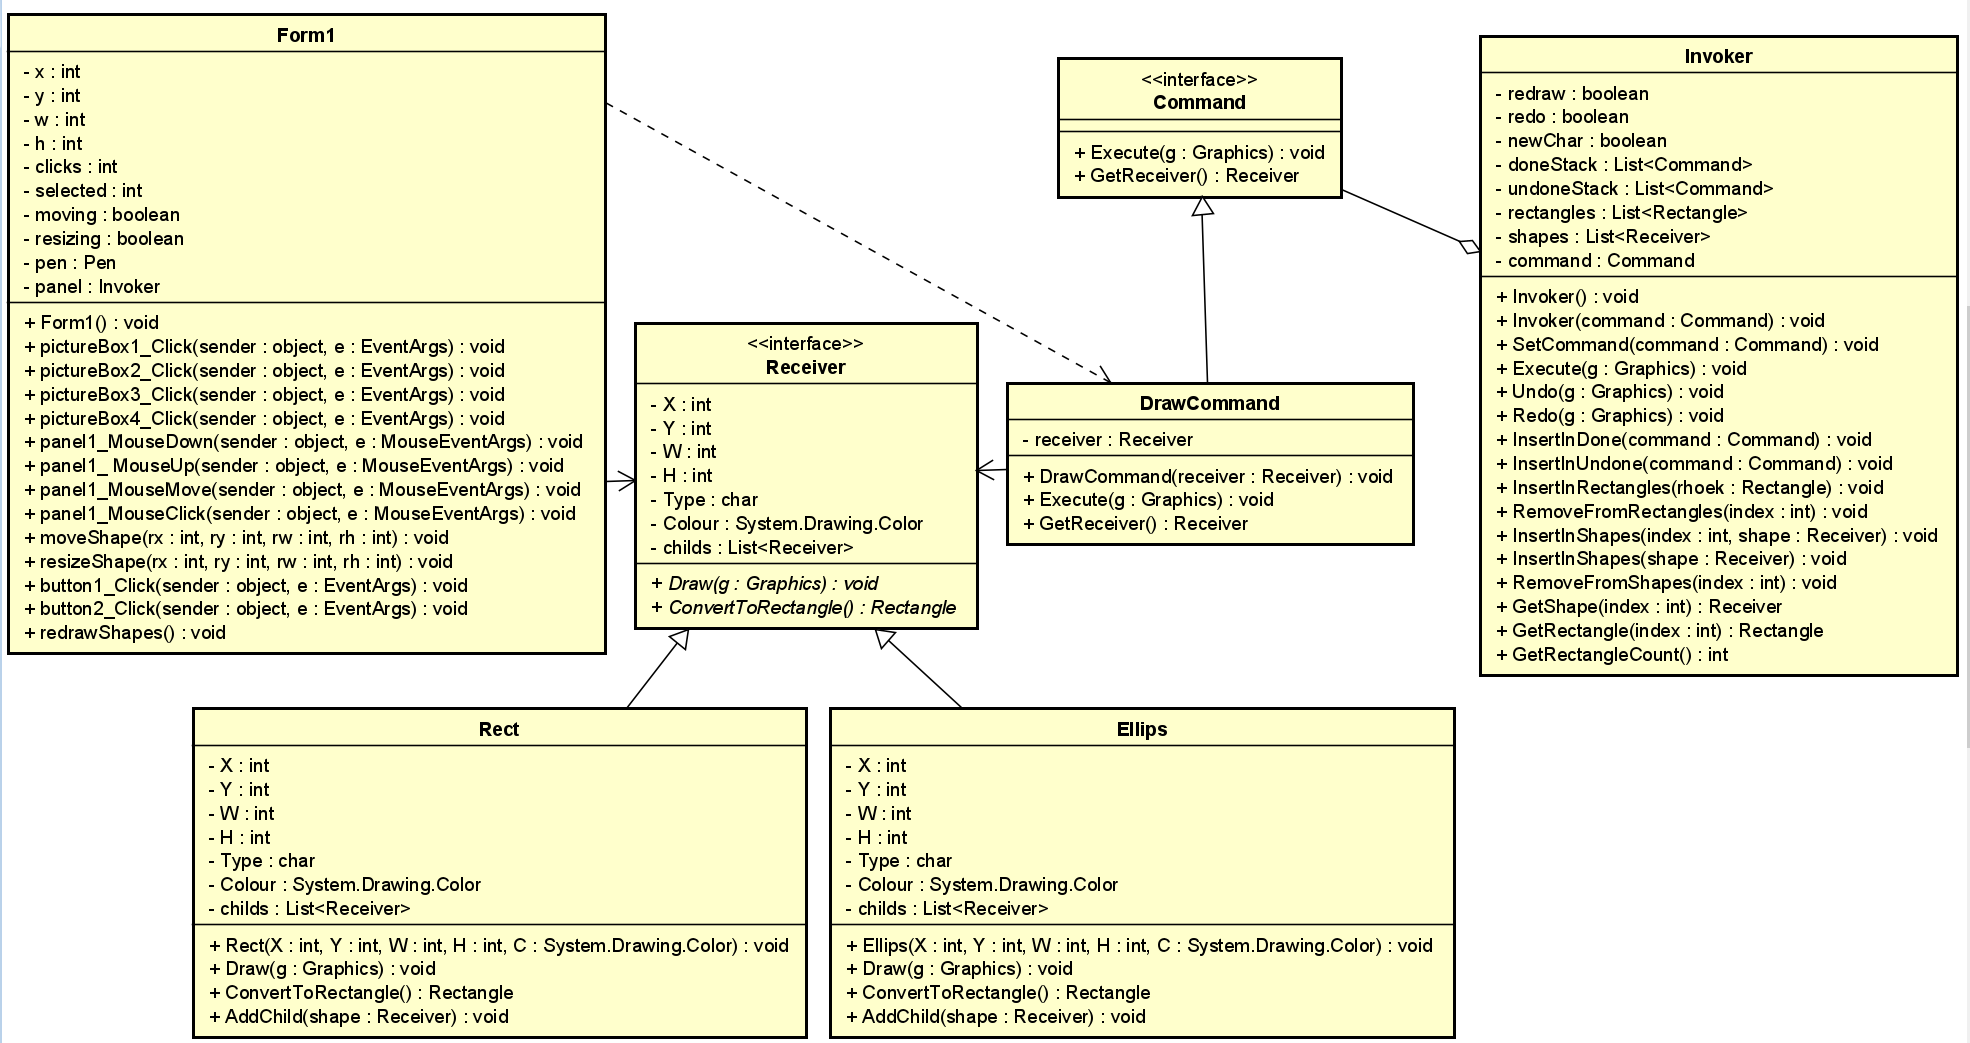 Form1
- x : int
- y : int
- w : int
- h : int
- clicks : int
- selected : int
- moving : boolean
- resizing : boolean
- pen : Pen
- panel : Invoker
+ Form1() : void
+ pictureBox1_Click(sender : object, e : EventArgs) : void
+ pictureBox2_Click(sender : object, e : EventArgs) : void
+ pictureBox3_Click(sender : object, e : EventArgs) : void
+ pictureBox4_Click(sender : object, e : EventArgs) : void
+ panel1_MouseDown(sender : object, e : MouseEventArgs) : void
+ panel1_ MouseUp(sender : object, e : MouseEventArgs) : void
+ panel1_MouseMove(sender : object, e : MouseEventArgs) : void
+ panel1_MouseClick(sender : object, e : MouseEventArgs) : void
+ moveShape(rx : int, ry : int, rw : int, rh : int) : void
+ resizeShape(rx : int, ry : int, rw : int, rh : int) : void
+ button1_Click(sender : object, e : EventArgs) : void
+ button2_Click(sender : object, e : EventArgs) : void
+ redrawShapes() : void
<<interface>>
Command
+ Execute(g : Graphics) : void
+ GetReceiver() : Receiver
Invoker
- redraw : boolean
- redo : boolean
- newChar : boolean
- doneStack : List<Command>
- undoneStack : List<Command>
- rectangles : List<Rectangle>
- shapes : List<Receiver>
- command : Command
+ Invoker() : void
+ Invoker(command : Command) : void
+ SetCommand(command : Command) : void
+ Execute(g : Graphics) : void
+ Undo(g : Graphics) : void
+ Redo(g : Graphics) : void
+ InsertInDone(command : Command) : void
+ InsertInUndone(command : Command) : void
+ InsertInRectangles(rhoek : Rectangle) : void
+ RemoveFromRectangles(index : int) : void
+ InsertInShapes(index : int, shape : Receiver) : void
+ InsertInShapes(shape : Receiver) : void
+ RemoveFromShapes(index : int) : void
+ GetShape(index : int) : Receiver
+ GetRectangle(index : int) : Rectangle
+ GetRectangleCount() : int
<<interface>>
Receiver
- X : int
- Y : int
- W : int
- H : int
- Type : char
- Colour : System.Drawing.Color
- childs : List<Receiver>
+ Draw(g : Graphics) : void
+ ConvertToRectangle() : Rectangle
DrawCommand
- receiver : Receiver
+ DrawCommand(receiver : Receiver) : void
+ Execute(g : Graphics) : void
+ GetReceiver() : Receiver
Rect
- X : int
- Y : int
- W : int
- H : int
- Type : char
- Colour : System.Drawing.Color
- childs : List<Receiver>
+ Rect(X : int, Y : int, W : int, H : int, C : System.Drawing.Color) : void
+ Draw(g : Graphics) : void
+ ConvertToRectangle() : Rectangle
+ AddChild(shape : Receiver) : void
Ellips
- X : int
- Y : int
- W : int
- H : int
- Type : char
- Colour : System.Drawing.Color
- childs : List<Receiver>
+ Ellips(X : int, Y : int, W : int, H : int, C : System.Drawing.Color) : void
+ Draw(g : Graphics) : void
+ ConvertToRectangle() : Rectangle
+ AddChild(shape : Receiver) : void